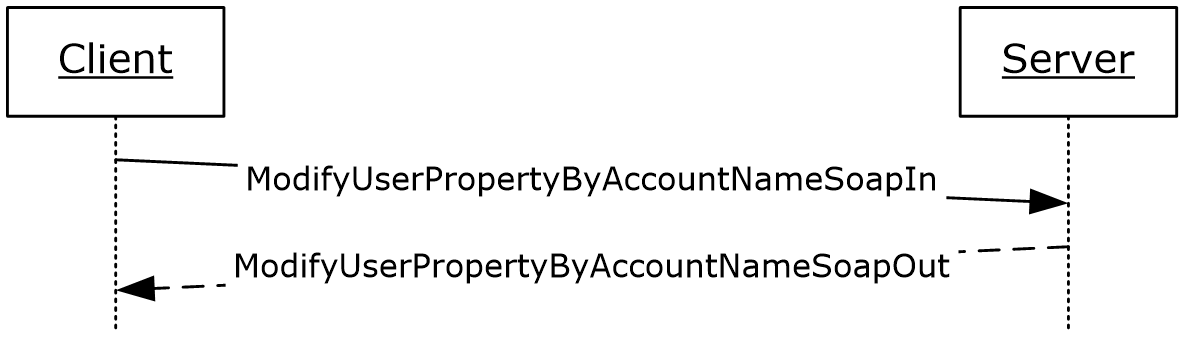 Client
Server
ModifyUserPropertyByAccountNameSoapIn
ModifyUserPropertyByAccountNameSoapOut